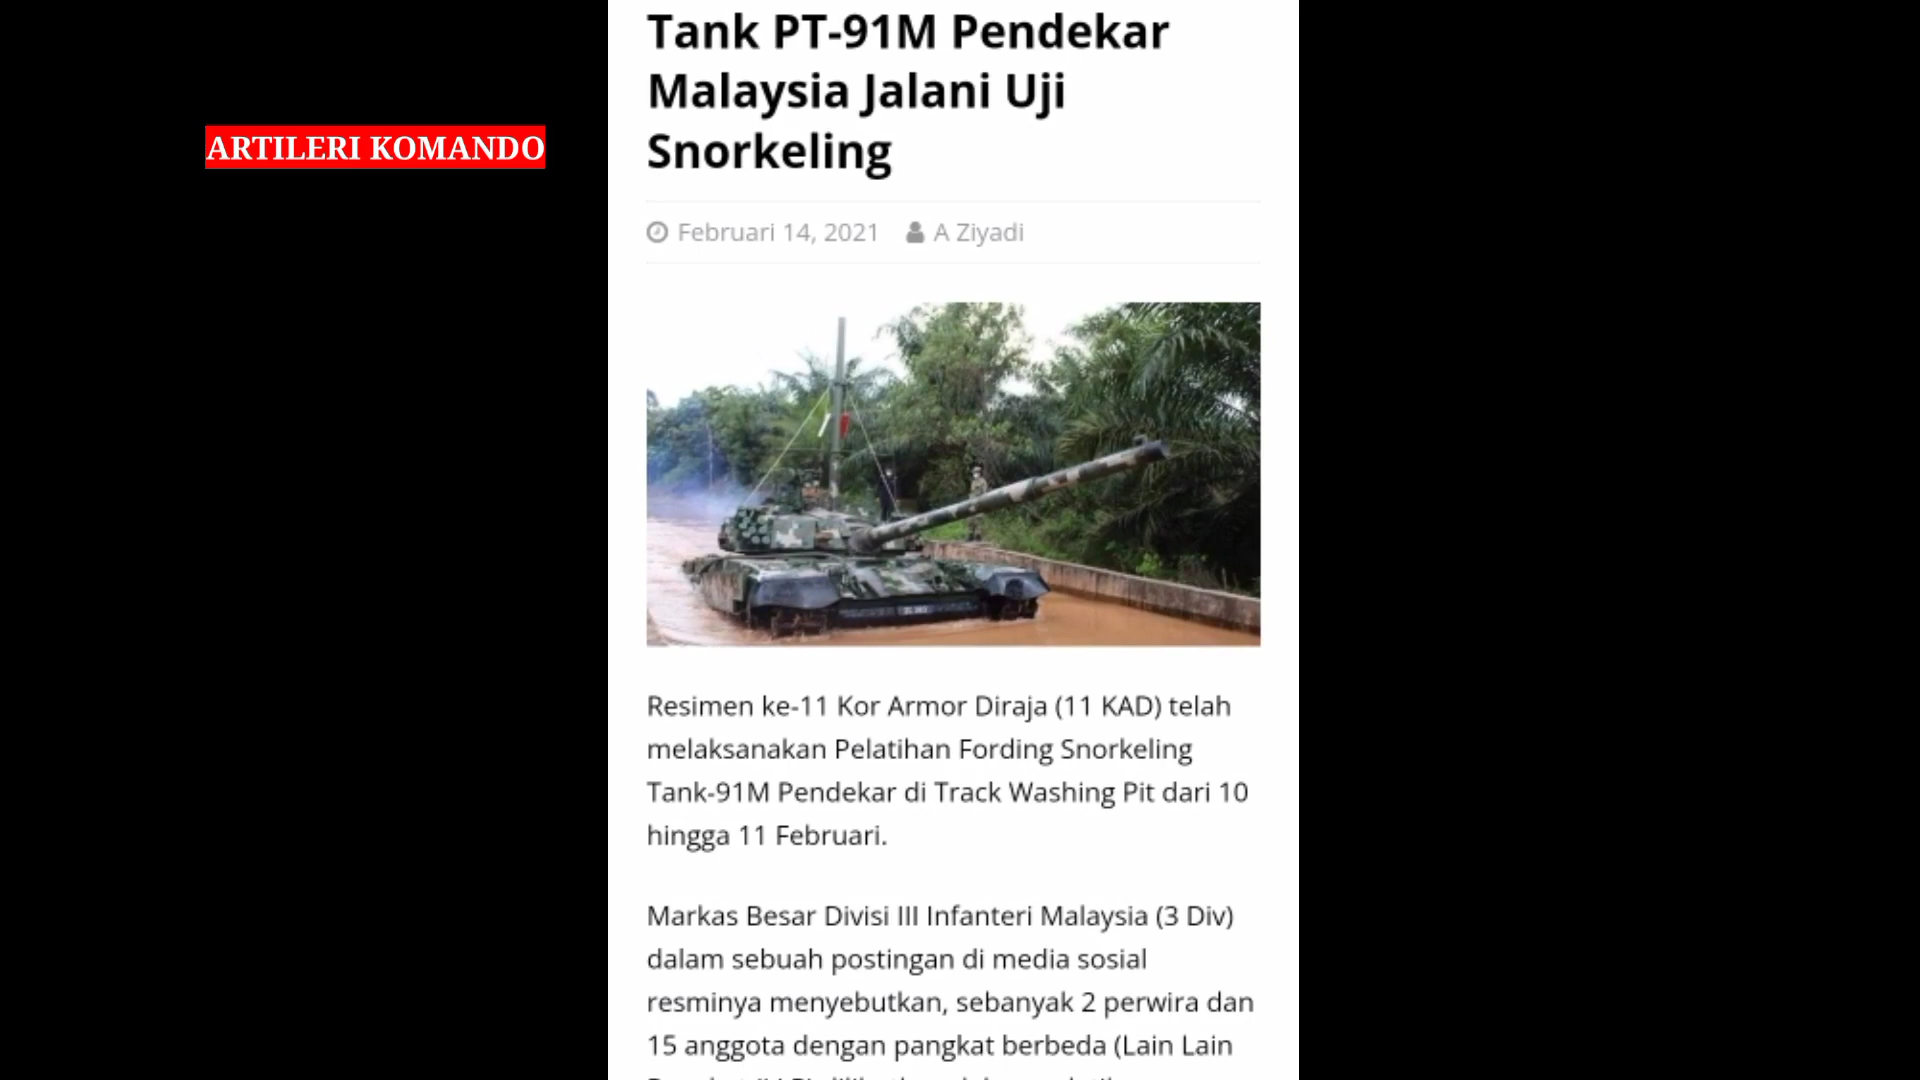 ARTILERI KOMANDO
Tank PT-91M Pendekar
Malaysia Jalani Uji
Snorkeling
Februari 14, 2021 A Ziyadi
Resimen ke-11 Kor Armor Diraja (11 KAD) telah
melaksanakan Pelatihan Fording Snorkeling
Tank-91M Pendekar di Track Washing Pit dari 10
hingga 11 Februari.
Markas Besar Divisi III Infanteri Malaysia (3 Div)
dalam sebuah postingan di media sosial
resminya menyebutkan, sebanyak 2 perwira dan
15 anggota dengan pangkat berbeda (Lain Lain